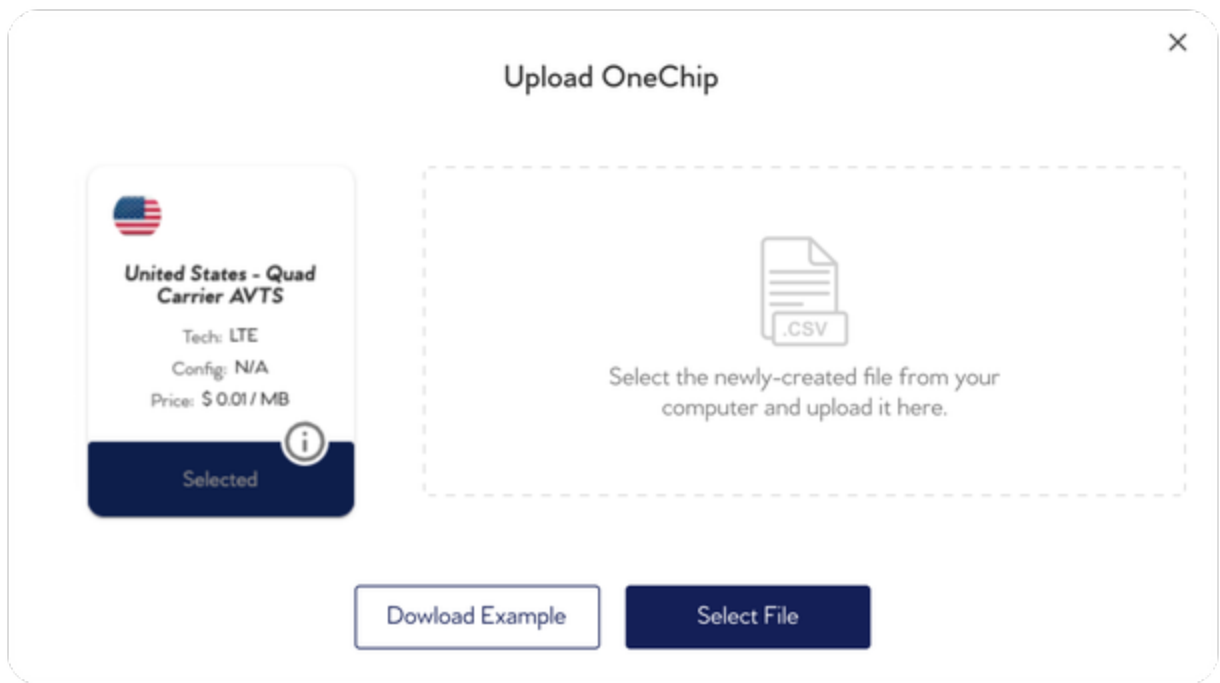 Upload OneChip
United States - Quad
Carrier AVTS
Tech: LTE
Config: N/A
Price: $ 0.01 / MB
Selected
.CSV
Select the newly-created file from your
computer and upload it here.
Dowload Example
Select File